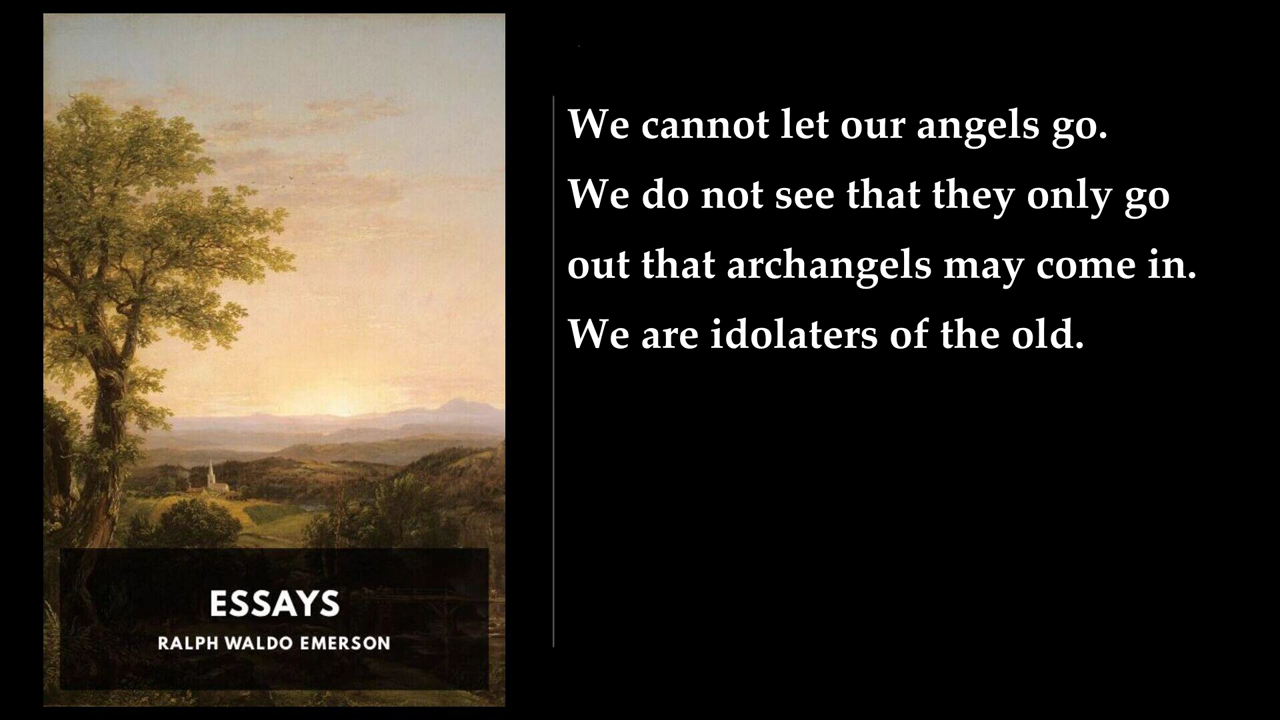 We cannot let our angels go.
We do not see that they only go
out that archangels may come in.
We are idolaters of the old.
ESSAYS
RALPH WALDO EMERSON